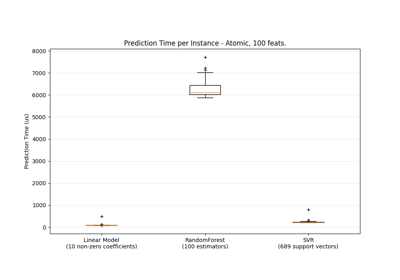 Prediction Time per Instance - Atomic, 100 feats.
Prediction Time (us)
8000
7000
6000
5000
4000
3000
2000
1000
0
Linear Model
(10 non-zero coefficients)
RandomForest
(100 estimators)
SVR
(689 support vectors)